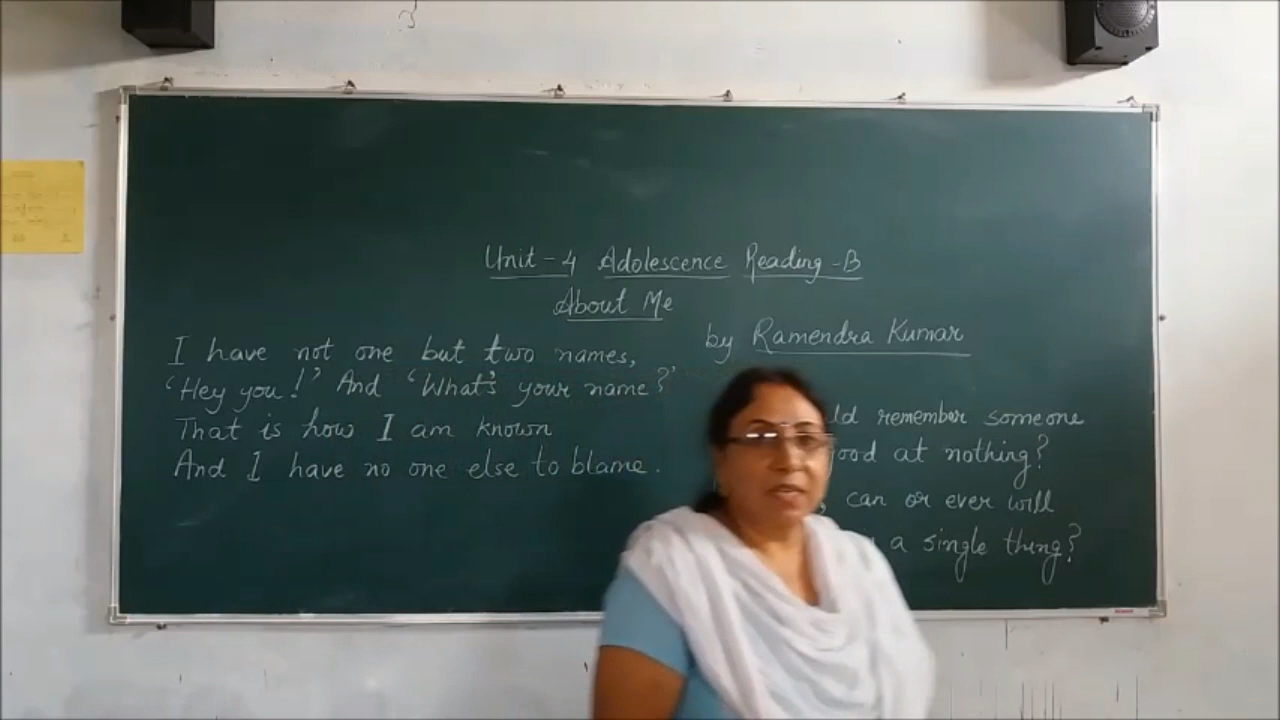 Unit - 4 Adolescence Reading - B
About Me
by Ramendra Kumar
I have not one but two names,
'Hey you!' And 'What's your name?'
That is how I am known
And I have no one else to blame.
remember someone
at nothing?
can or ever will
a single thing?